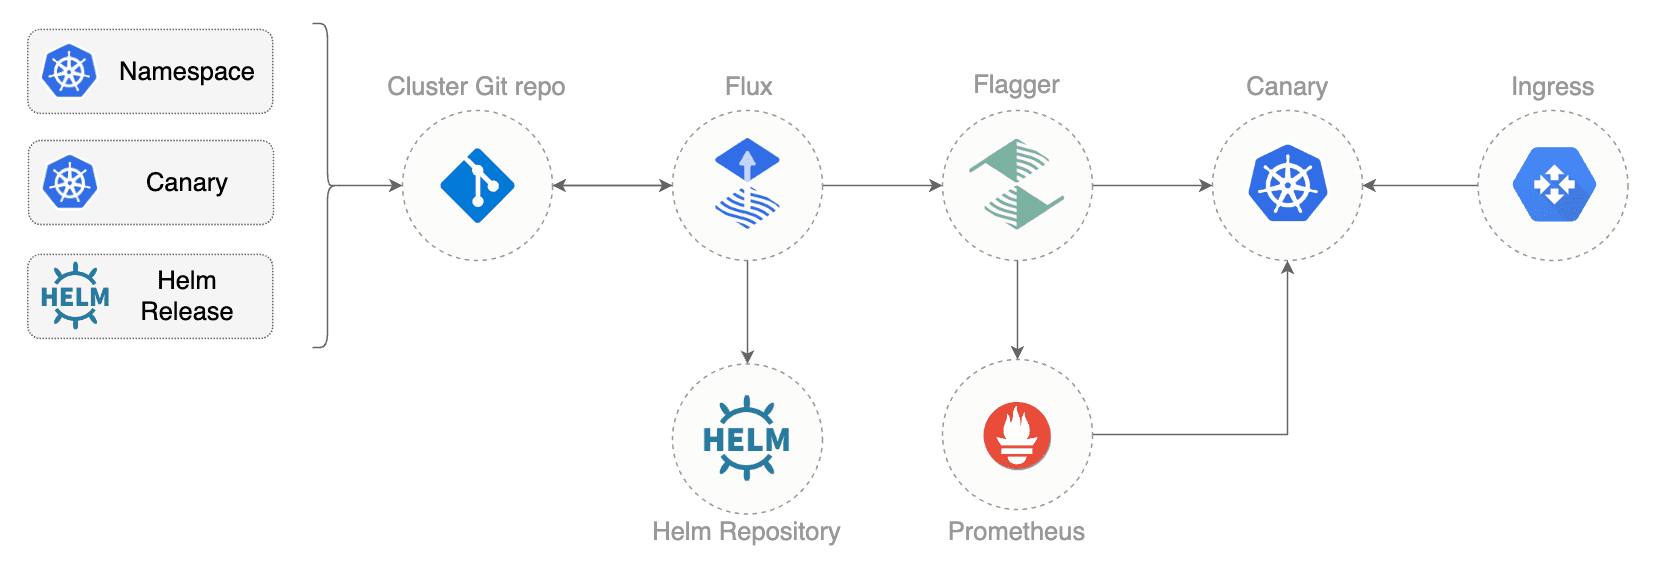 Namespace
Canary
HELM
Helm
Release
Cluster Git repo
Flux
Flagger
Canary
Ingress
HELM
Helm Repository
Prometheus